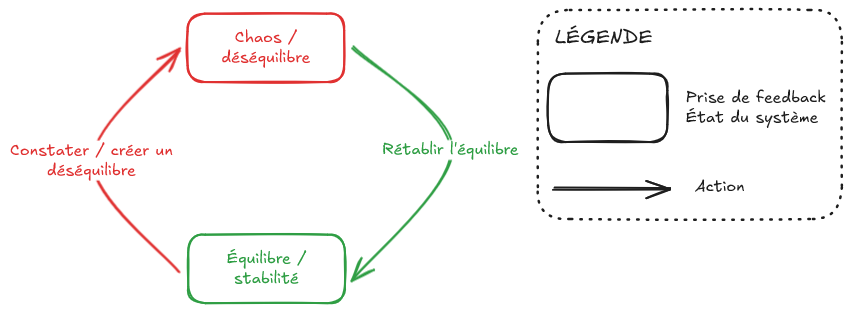 Chaos /
déséquilibre
Constater / créer un
déséquilibre
Rétablir l'équilibre
Équilibre /
stabilité
LÉGENDE
Prise de feedback
État du système
Action